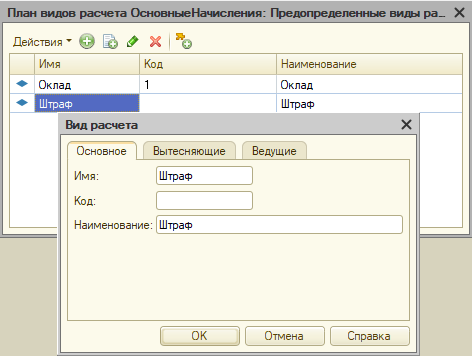 План видов расчета ОсновныеНачисления: Предопределенные виды ра...
Действия
Имя Код Наименование
Оклад 1 Оклад
Штраф Штраф
Вид расчета
Основное Вытесняющие Ведущие
Имя: Штраф
Код:
Наименование: Штраф
OK Отмена Справка